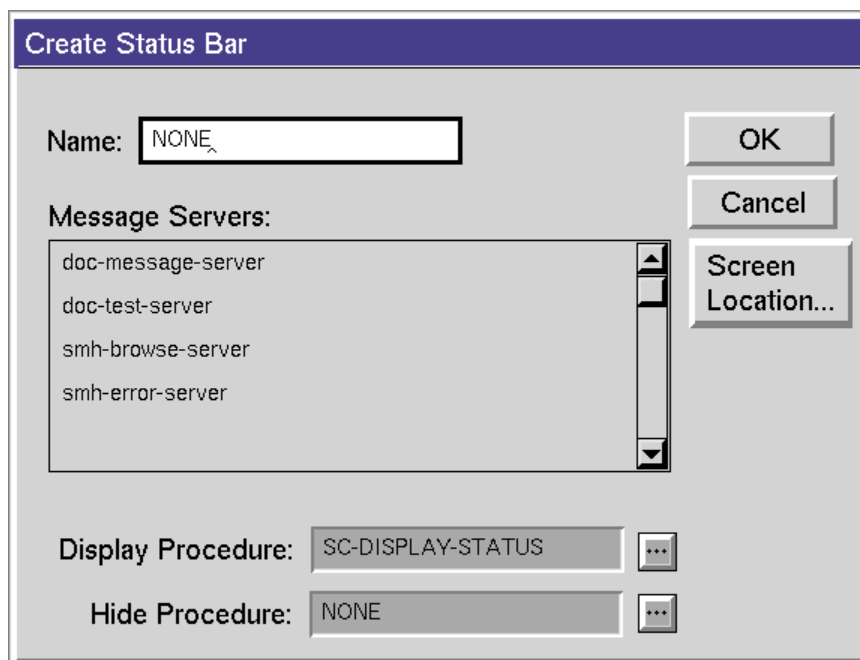 Create Status Bar
Name: NONE
OK
Cancel
Message Servers:
Screen
Location...
doc-message-server
doc-test-server
smh-browse-server
smh-error-server
Display Procedure: SC-DISPLAY-STATUS ...
Hide Procedure: NONE ...